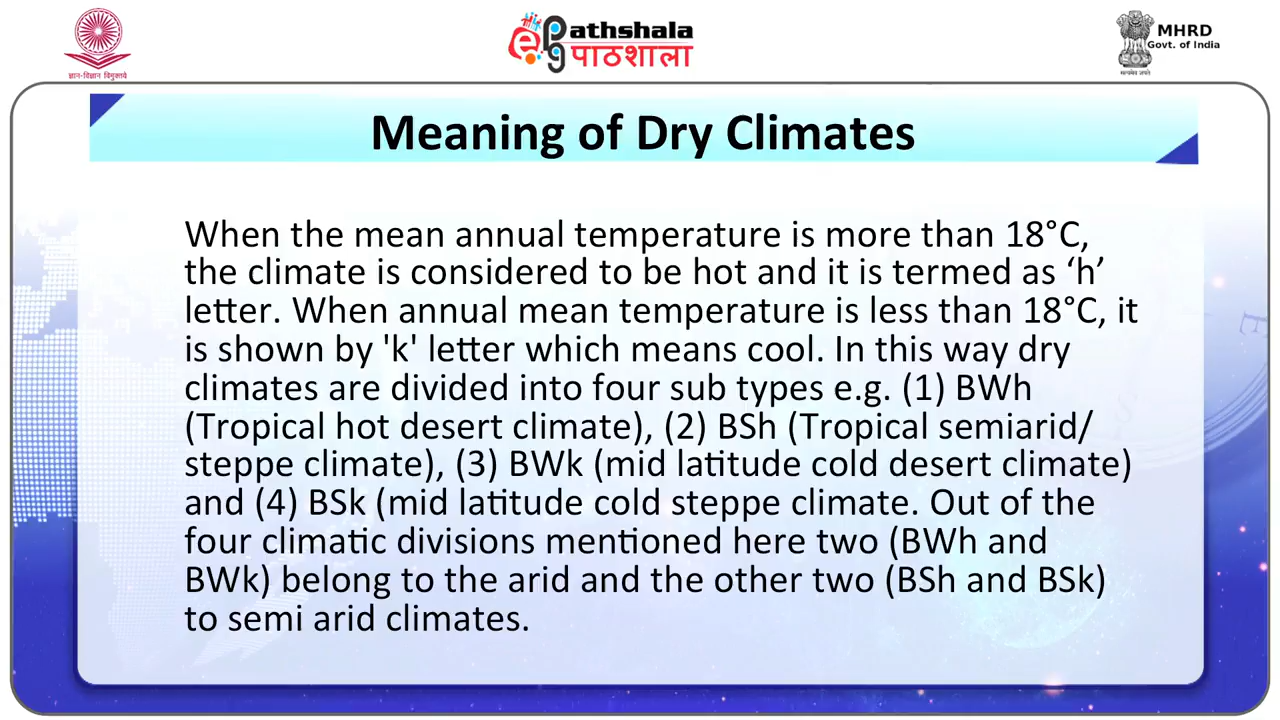 ज्ञान-विज्ञान विमुक्तये
ePathshala
पाठशाला
MHRD
Govt. of India
सत्यमेव जयते
Meaning of Dry Climates
When the mean annual temperature is more than 18°C,
the climate is considered to be hot and it is termed as ‘h’
letter. When annual mean temperature is less than 18°C, it
is shown by 'k' letter which means cool. In this way dry
climates are divided into four sub types e.g. (1) BWh
(Tropical hot desert climate), (2) BSh (Tropical semiarid/
steppe climate), (3) BWk (mid latitude cold desert climate)
and (4) BSk (mid latitude cold steppe climate. Out of the
four climatic divisions mentioned here two (BWh and
BWk) belong to the arid and the other two (BSh and BSk)
to semi arid climates.